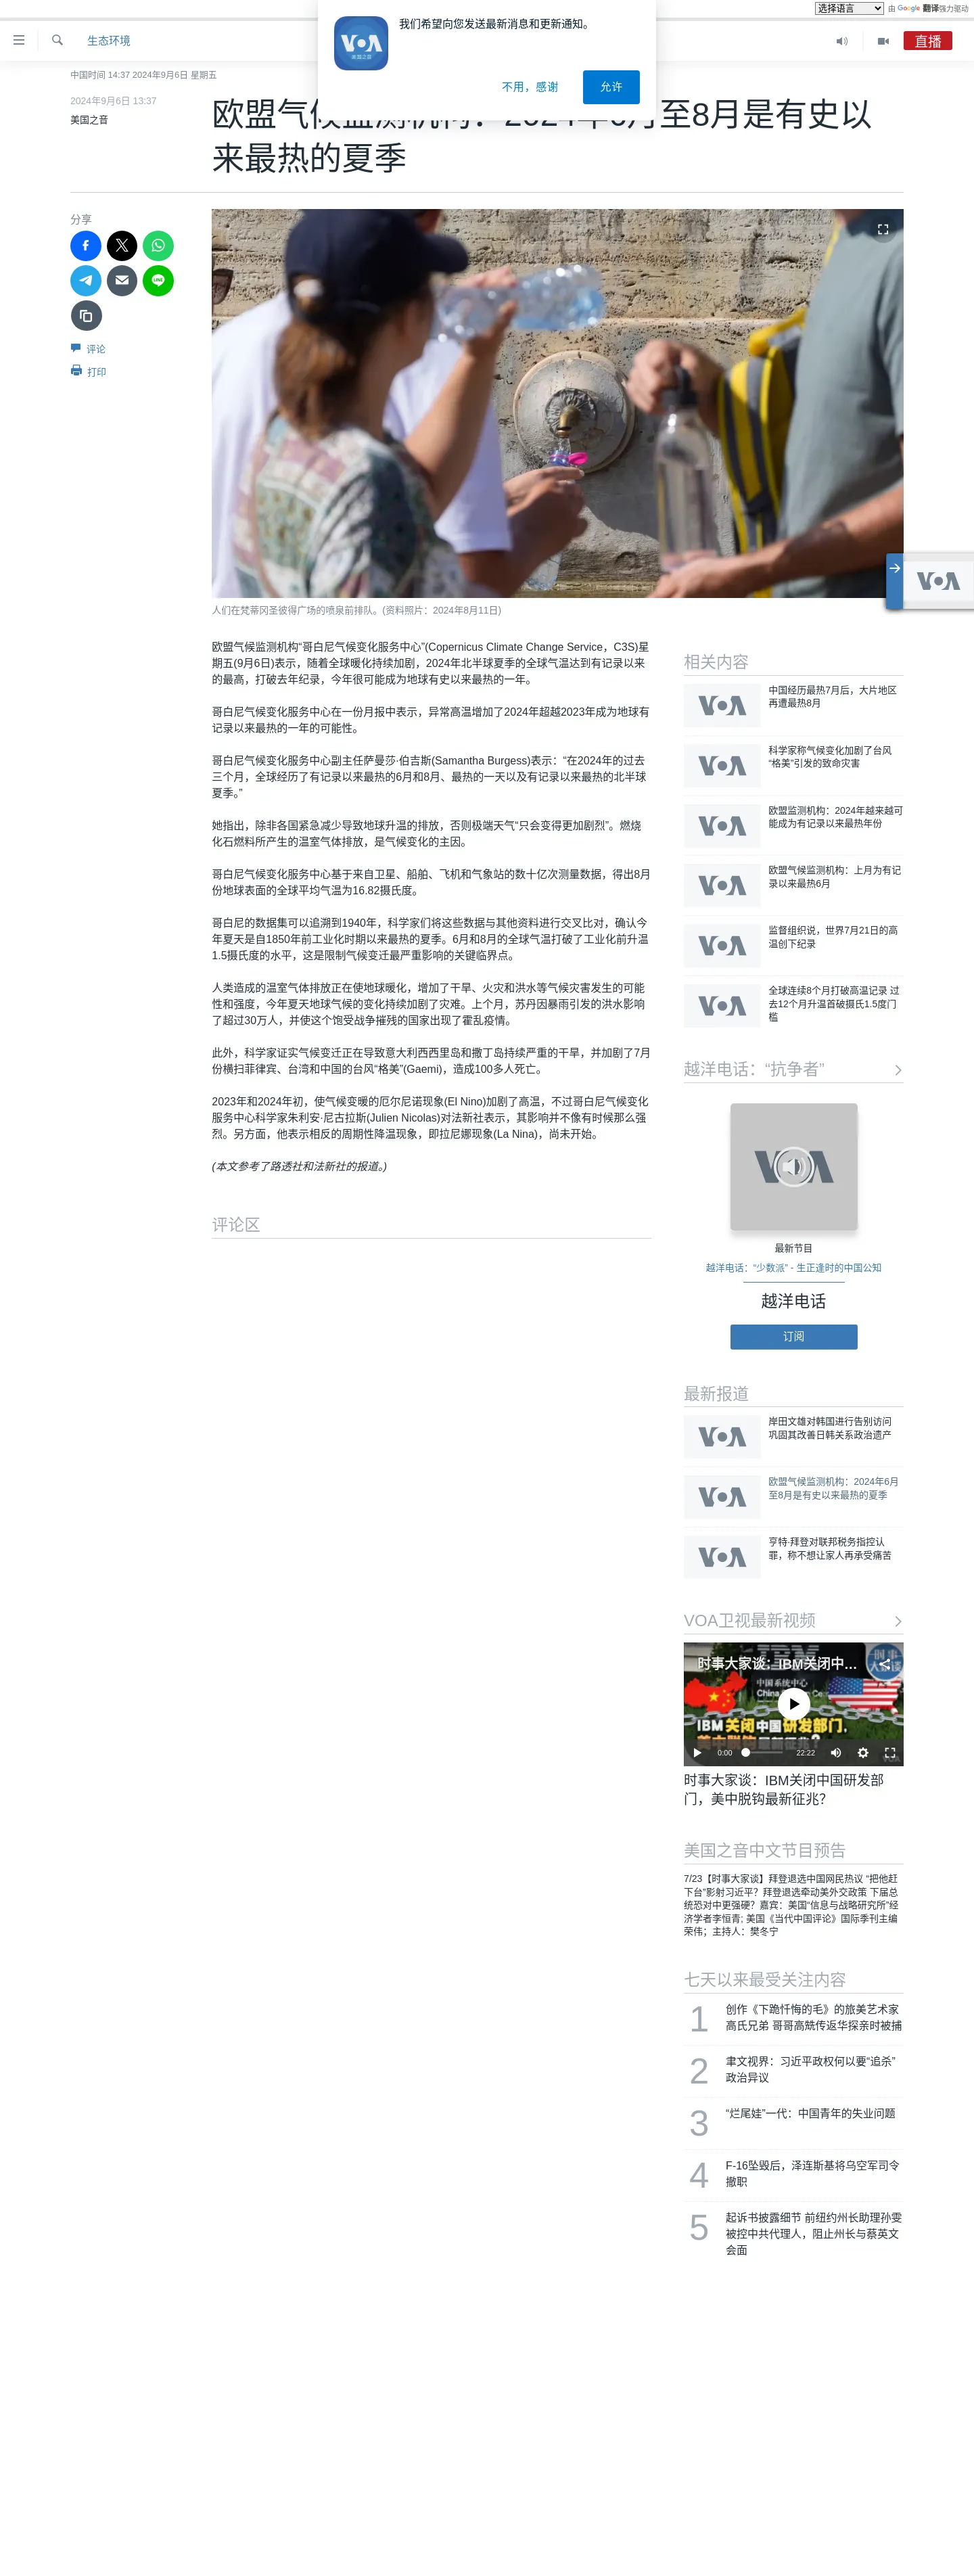 选择语言 由 Google 翻译强力驱动
我们希望向您发送最新消息和更新通知。
不用，感谢 允许
生态环境
直播
中国时间 14:37 2024年9月6日 星期五
2024年9月6日 13:37
美国之音
至8月是有史以
来最热的夏季
分享
评论
打印
人们在梵蒂冈圣彼得广场的喷泉前排队。(资料照片：2024年8月11日)
VOA
欧盟气候监测机构“哥白尼气候变化服务中心”(Copernicus Climate Change Service，C3S)星
期五(9月6日)表示，随着全球暖化持续加剧，2024年北半球夏季的全球气温达到有记录以来
的最高，打破去年纪录，今年很可能成为地球有史以来最热的一年。
哥白尼气候变化服务中心在一份月报中表示，异常高温增加了2024年超越2023年成为地球有
记录以来最热的一年的可能性。
哥白尼气候变化服务中心副主任萨曼莎·伯吉斯(Samantha Burgess)表示：“在2024年的过去
三个月，全球经历了有记录以来最热的6月和8月、最热的一天以及有记录以来最热的北半球
夏季。”
她指出，除非各国紧急减少导致地球升温的排放，否则极端天气“只会变得更加剧烈”。燃烧
化石燃料所产生的温室气体排放，是气候变化的主因。
哥白尼气候变化服务中心基于来自卫星、船舶、飞机和气象站的数十亿次测量数据，得出8月
份地球表面的全球平均气温为16.82摄氏度。
哥白尼的数据集可以追溯到1940年，科学家们将这些数据与其他资料进行交叉比对，确认今
年夏天是自1850年前工业化时期以来最热的夏季。6月和8月的全球气温打破了工业化前升温
1.5摄氏度的水平，这是限制气候变迁最严重影响的关键临界点。
人类造成的温室气体排放正在使地球暖化，增加了干旱、火灾和洪水等气候灾害发生的可能
性和强度，今年夏天地球气候的变化持续加剧了灾难。上个月，苏丹因暴雨引发的洪水影响
了超过30万人，并使这个饱受战争摧残的国家出现了霍乱疫情。
此外，科学家证实气候变迁正在导致意大利西西里岛和撒丁岛持续严重的干旱，并加剧了7月
份横扫菲律宾、台湾和中国的台风“格美”(Gaemi)，造成100多人死亡。
2023年和2024年初，使气候变暖的厄尔尼诺现象(El Nino)加剧了高温，不过哥白尼气候变化
服务中心科学家朱利安·尼古拉斯(Julien Nicolas)对法新社表示，其影响并不像有时候那么强
烈。另方面，他表示相反的周期性降温现象，即拉尼娜现象(La Nina)，尚未开始。
(本文参考了路透社和法新社的报道。)
评论区
相关内容
中国经历最热7月后，大片地区
再遭最热8月
科学家称气候变化加剧了台风
“格美”引发的致命灾害
欧盟监测机构：2024年越来越可
能成为有记录以来最热年份
欧盟气候监测机构：上月为有记
录以来最热6月
监督组织说，世界7月21日的高
温创下纪录
全球连续8个月打破高温记录 过
去12个月升温首破摄氏1.5度门
槛
越洋电话：“抗争者”
最新节目
越洋电话：“少数派” - 生正逢时的中国公知
越洋电话
订阅
最新报道
岸田文雄对韩国进行告别访问
巩固其改善日韩关系政治遗产
欧盟气候监测机构：2024年6月
至8月是有史以来最热的夏季
亨特·拜登对联邦税务指控认
罪，称不想让家人再承受痛苦
VOA卫视最新视频
时事大家谈：IBM关闭中…
中国系统中心
IBM关闭中国研发部门，
0:00 22:22
时事大家谈：IBM关闭中国研发部
门，美中脱钩最新征兆？
美国之音中文节目预告
7/23【时事大家谈】拜登退选中国网民热议 “把他赶
下台”影射习近平？拜登退选牵动美外交政策 下届总
统恐对中更强硬？嘉宾：美国“信息与战略研究所”经
济学者李恒青; 美国《当代中国评论》国际季刊主编
荣伟；主持人：樊冬宁
七天以来最受关注内容
1 创作《下跪忏悔的毛》的旅美艺术家
高氏兄弟 哥哥高兟传返华探亲时被捕
2 聿文视界：习近平政权何以要“追杀”
政治异议
3 “烂尾娃”一代：中国青年的失业问题
4 F-16坠毁后，泽连斯基将乌空军司令
撤职
5 起诉书披露细节 前纽约州长助理孙雯
被控中共代理人，阻止州长与蔡英文
会面